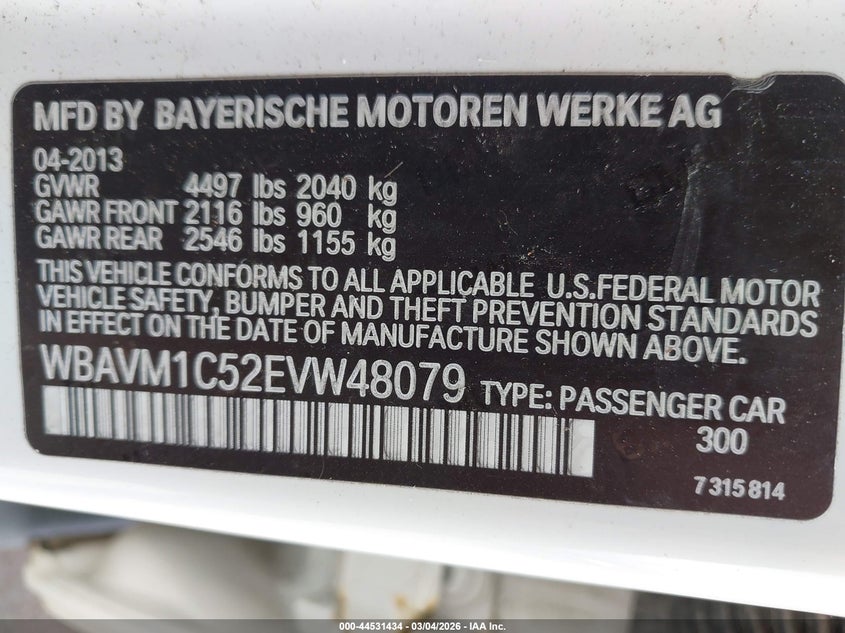 MFD BY BAYERISCHE MOTOREN WERKE AG
04-2013
GVWR 4497 lbs 2040 kg
GAWR FRONT 2116 lbs 960 kg
GAWR REAR 2546 lbs 1155 kg
THIS VEHICLE CONFORMS TO ALL APPLICABLE U.S.FEDERAL MOTOR
VEHICLE SAFETY, BUMPER AND THEFT PREVENTION STANDARDS
IN EFFECT ON THE DATE OF MANUFACTURE SHOWN ABOVE.
WBAVM1C52EVW48079 TYPE: PASSENGER CAR
300
7 315 814
000-44531434 - 03/04/2026 - IAA Inc.